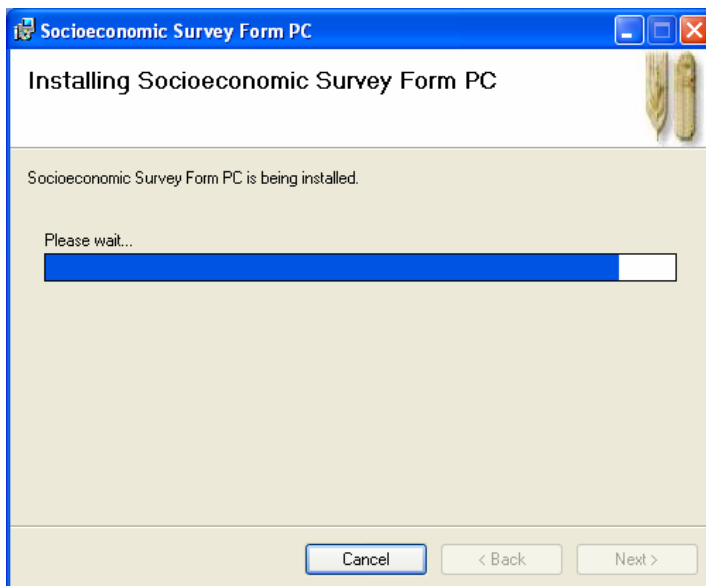 Socioeconomic Survey Form PC
Installing Socioeconomic Survey Form PC
Socioeconomic Survey Form PC is being installed.
Please wait...
Cancel
< Back
Next >